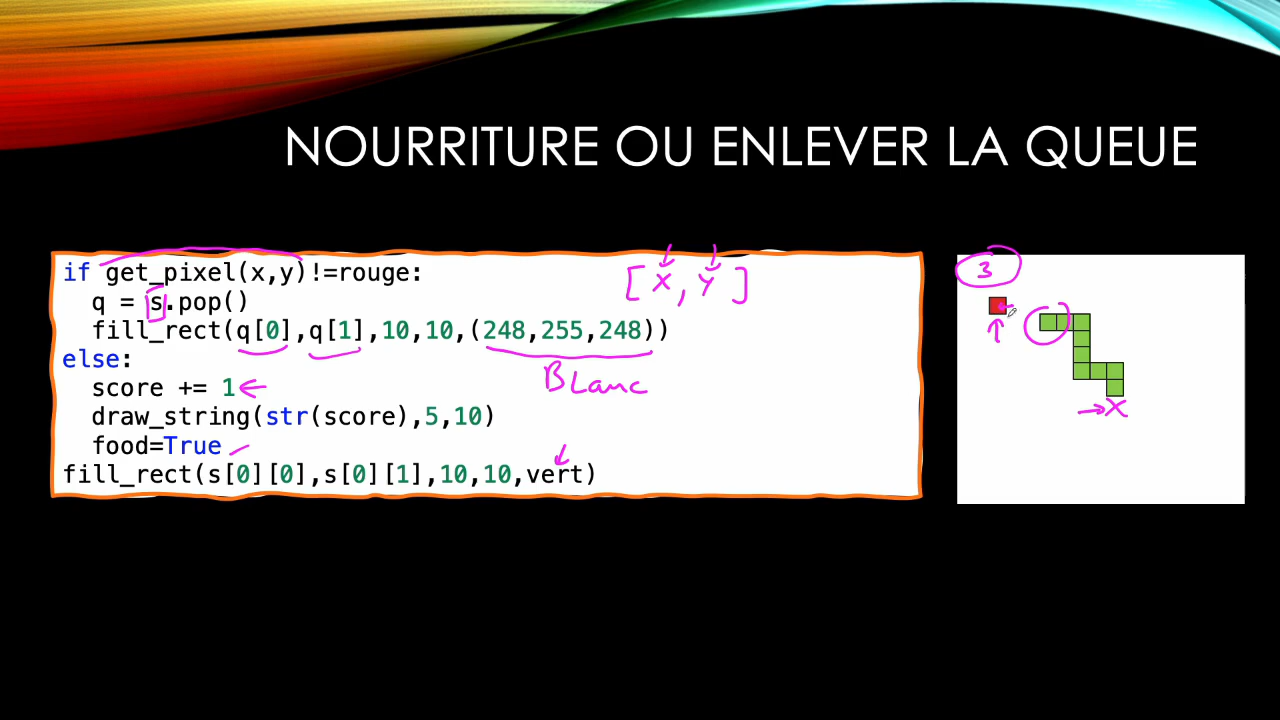 NOURRITURE OU ENLEVER LA QUEUE
if get_pixel(x,y)!=rouge:
  q = s.pop()
  fill_rect(q[0],q[1],10,10,(248,255,248))
else:
  score += 1
  draw_string(str(score),5,10)
  food=True
fill_rect(s[0][0],s[0][1],10,10,vert)
[x, y]
BLanc
3
X